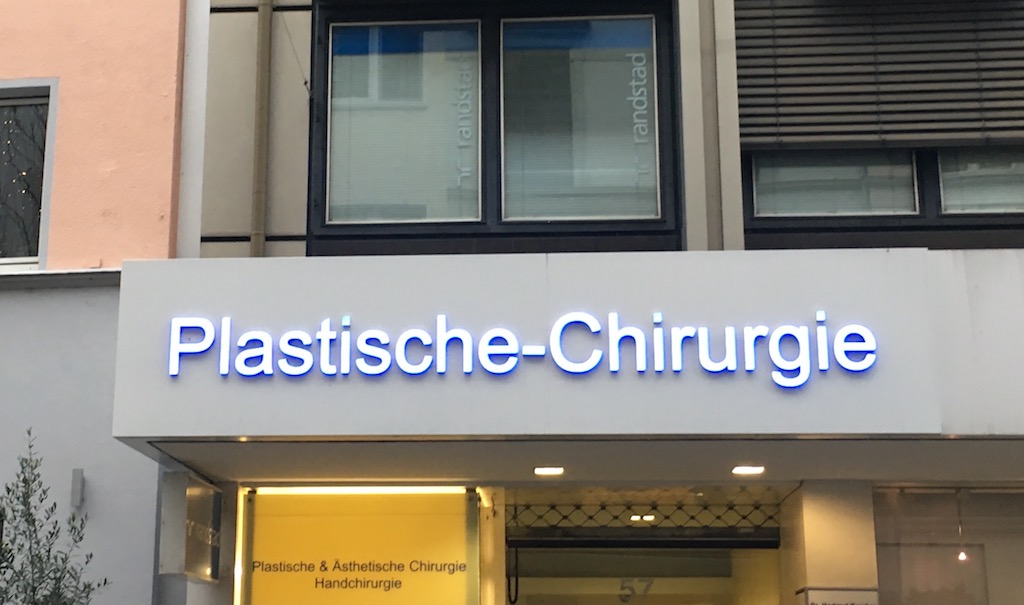 randstad
randstad
Plastische-Chirurgie
Plastische & Ästhetische Chirurgie
Handchirurgie
57